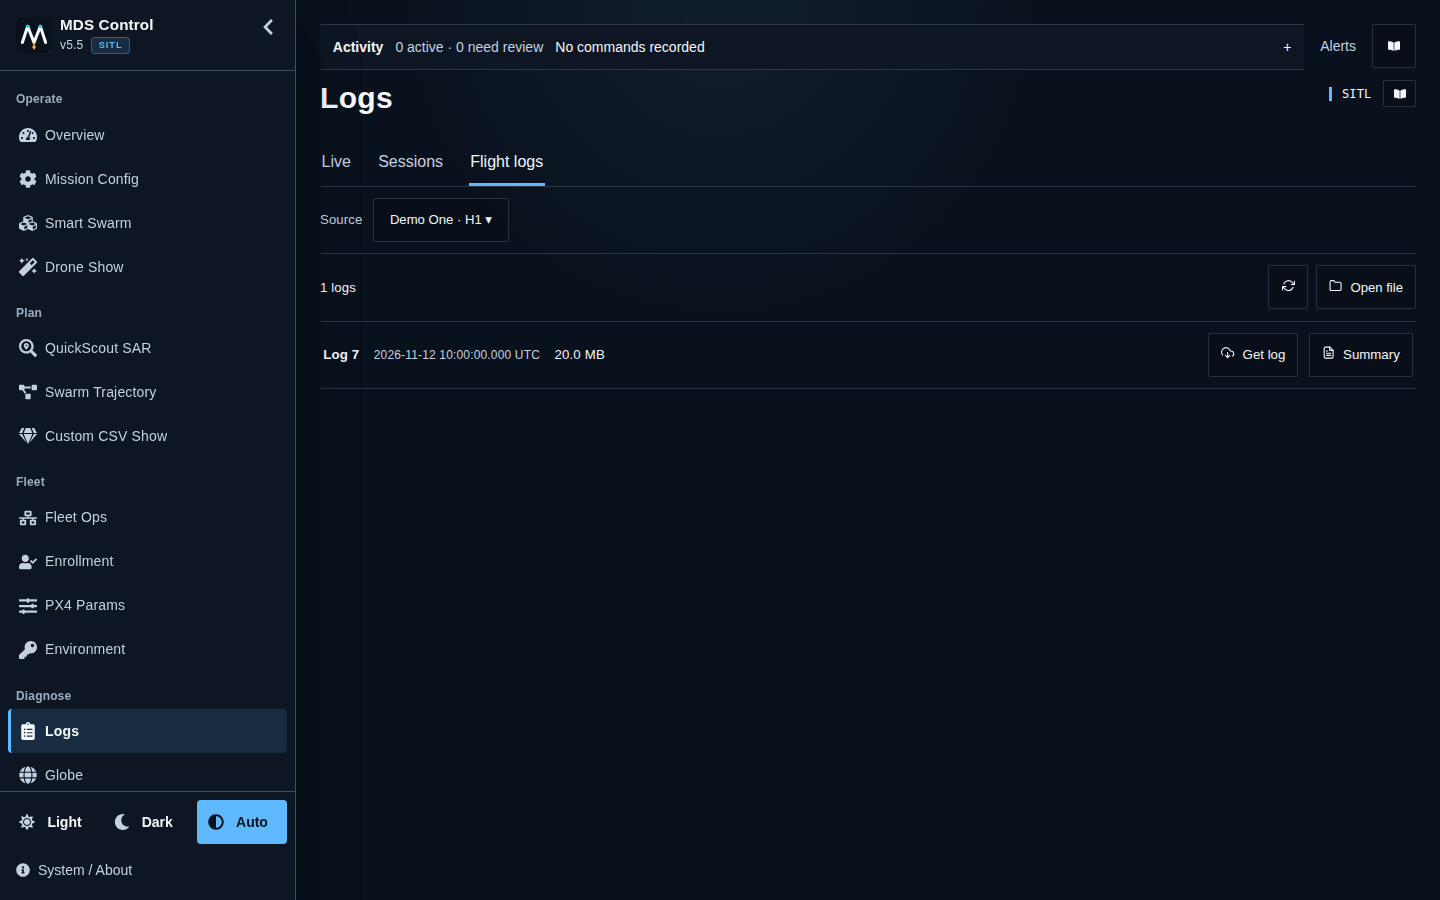 MDS Control
v5.5 SITL
Operate
Overview
Mission Config
Smart Swarm
Drone Show
Plan
QuickScout SAR
Swarm Trajectory
Custom CSV Show
Fleet
Fleet Ops
Enrollment
PX4 Params
Environment
Diagnose
Logs
Globe
Light Dark Auto
System / About
Activity 0 active · 0 need review No commands recorded + Alerts
Logs SITL
Live Sessions Flight logs
Source Demo One · H1 ▾
1 logs Open file
Log 7 2026-11-12 10:00:00.000 UTC 20.0 MB Get log Summary